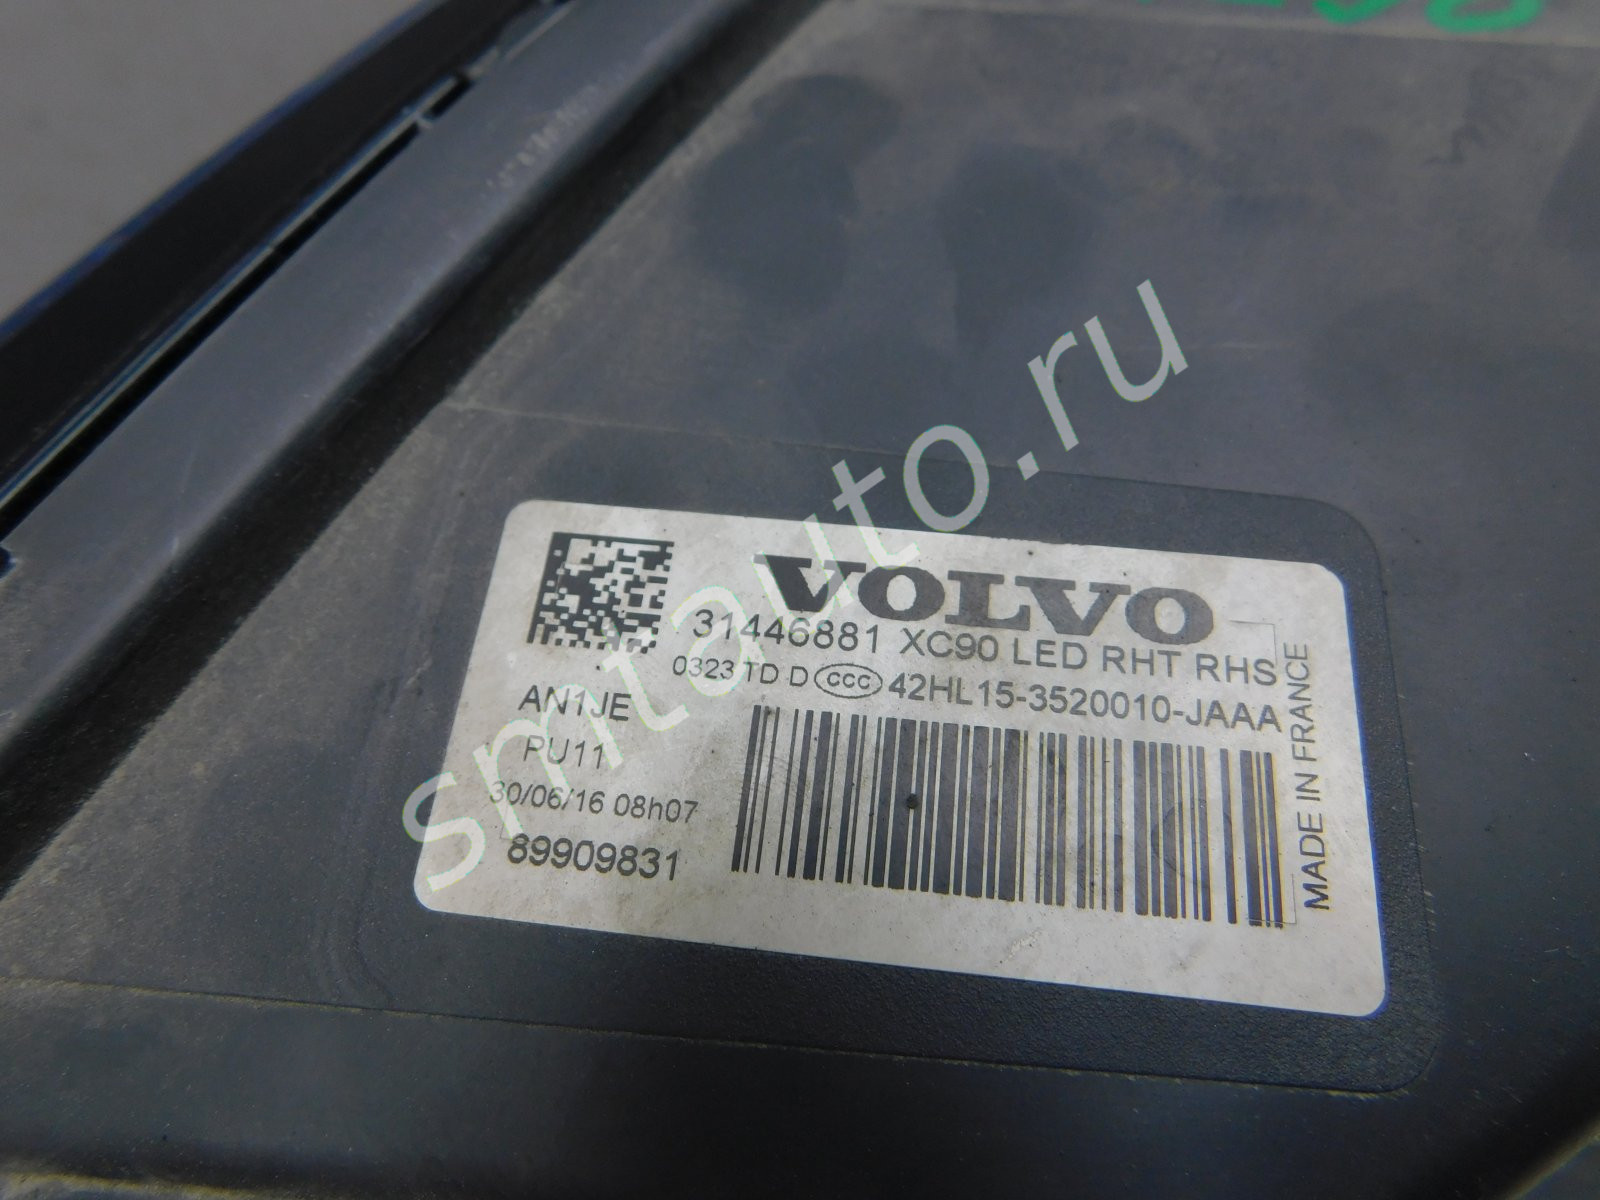 VOLVO
31446881 XC90 LED RHT RHS
0323 TD D CCC 42HL15-3520010-JAAA
AN1JE
PU11
30/06/16 08h07
89909831
MADE IN FRANCE
smtauto.ru